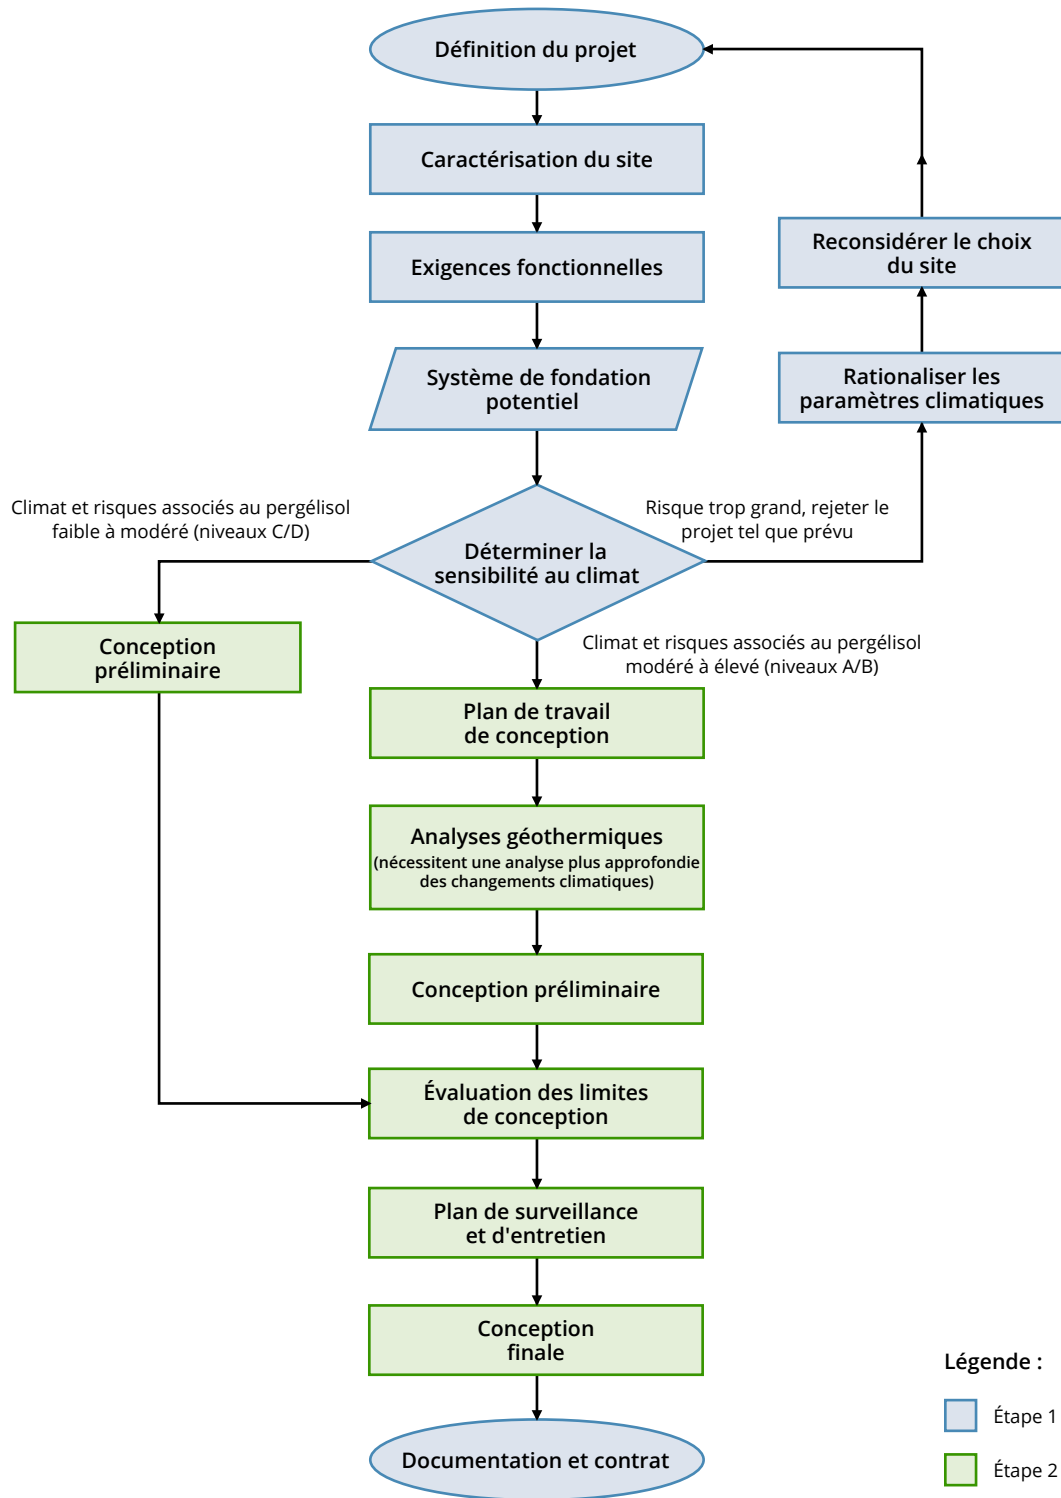 Définition du projet
Caractérisation du site
Exigences fonctionnelles
Reconsidérer le choix
du site
Système de fondation
potentiel
Rationaliser les
paramètres climatiques
Climat et risques associés au pergélisol
faible à modéré (niveaux C/D)
Risque trop grand, rejeter le
projet tel que prévu
Déterminer la
sensibilité au climat
Conception
préliminaire
Climat et risques associés au pergélisol
modéré à élevé (niveaux A/B)
Plan de travail
de conception
Analyses géothermiques
(nécessitent une analyse plus approfondie
des changements climatiques)
Conception préliminaire
Évaluation des limites
de conception
Plan de surveillance
et d'entretien
Conception
finale
Documentation et contrat
Légende :
Étape 1
Étape 2